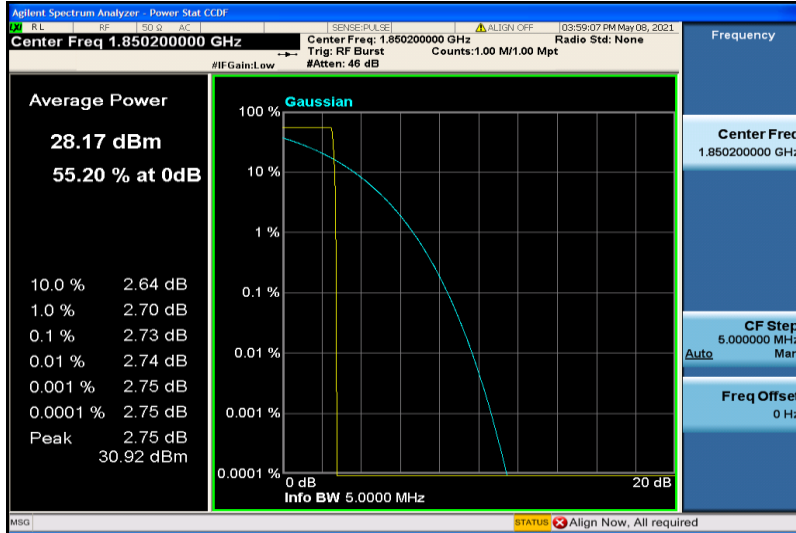 Agilent Spectrum Analyzer - Power Stat CCDF
LXI RL RF 50 Ω AC SENSE:PULSE ALIGN OFF 03:59:07 PM May 08, 2021
Center Freq 1.850200000 GHz
Center Freq: 1.850200000 GHz Radio Std: None
Trig: RF Burst Counts:1.00 M/1.00 Mpt
#IFGain:Low #Atten: 46 dB
Average Power
28.17 dBm
55.20 % at 0dB
10.0 % 2.64 dB
1.0 % 2.70 dB
0.1 % 2.73 dB
0.01 % 2.74 dB
0.001 % 2.75 dB
0.0001 % 2.75 dB
Peak 2.75 dB
30.92 dBm
Gaussian
100 %
10 %
1 %
0.1 %
0.01 %
0.001 %
0.0001 %
0 dB 20 dB
Info BW 5.0000 MHz
Frequency
Center Freq
1.850200000 GHz
CF Step
5.000000 MHz
Auto Man
Freq Offset
0 Hz
MSG STATUS Align Now, All required